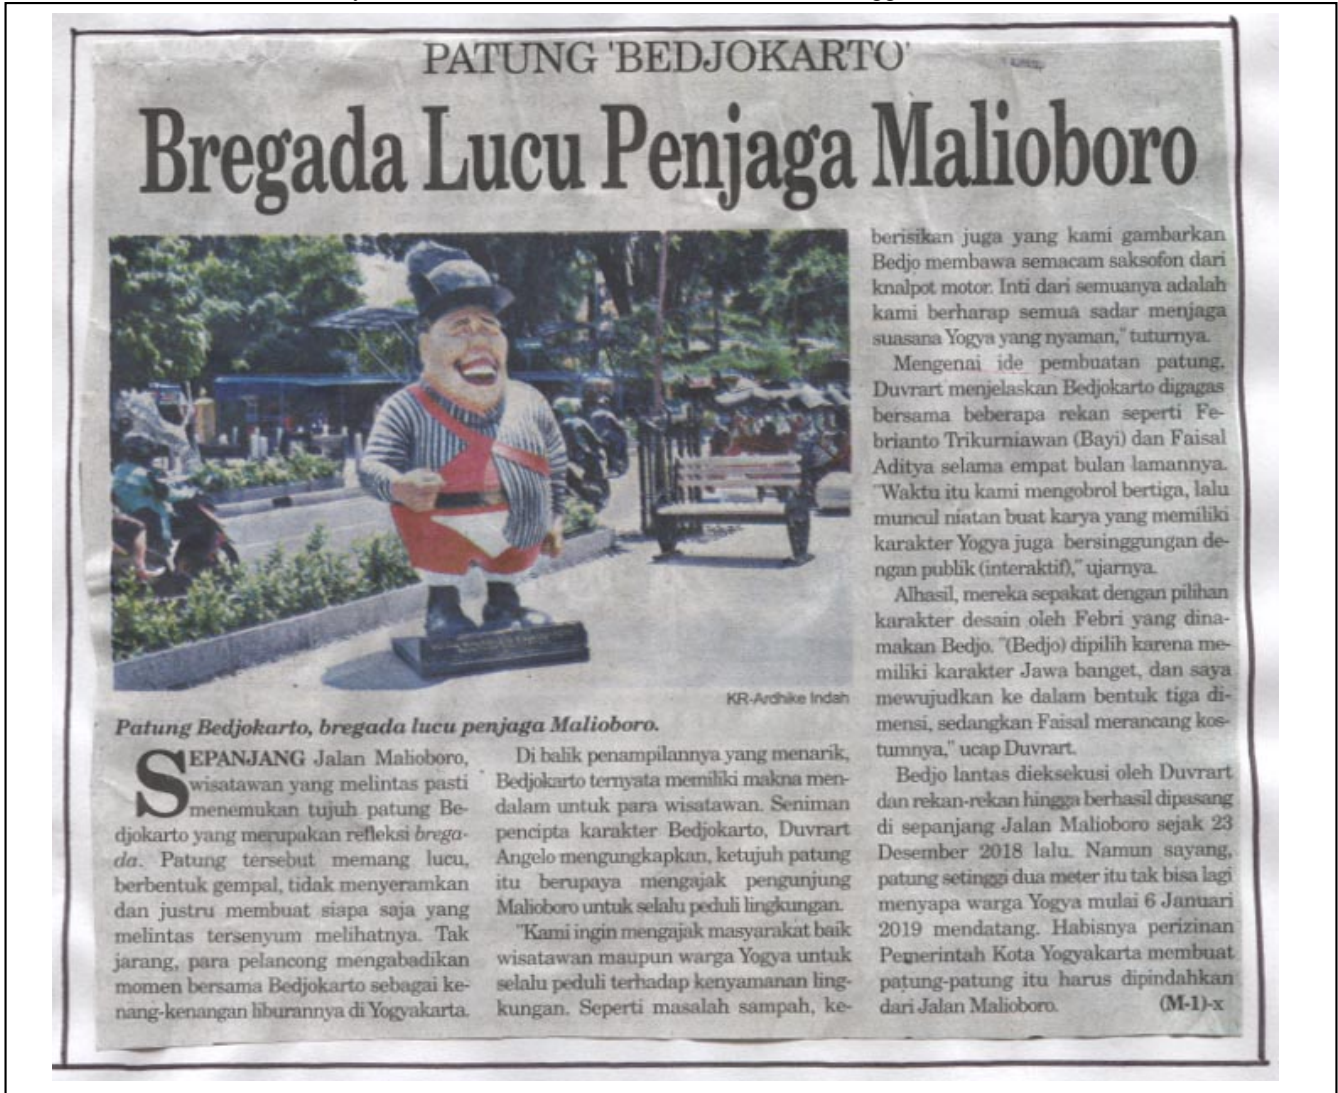 PATUNG 'BEDJOKARTO'
Bregada Lucu Penjaga Malioboro
KR-Ardhike Indah
Patung Bedjokarto, bregada lucu penjaga Malioboro.
SEPANJANG Jalan Malioboro,
wisatawan yang melintas pasti
menemukan tujuh patung Be-
djokarto yang merupakan refleksi brega-
da. Patung tersebut memang lucu,
berbentuk gempal, tidak menyeramkan
dan justru membuat siapa saja yang
melintas tersenyum melihatnya. Tak
jarang, para pelancong mengabadikan
momen bersama Bedjokarto sebagai ke-
nang-kenangan liburannya di Yogyakarta.
Di balik penampilannya yang menarik,
Bedjokarto ternyata memiliki makna men-
dalam untuk para wisatawan. Seniman
pencipta karakter Bedjokarto, Duvrart
Angelo mengungkapkan, ketujuh patung
itu berupaya mengajak pengunjung
Malioboro untuk selalu peduli lingkungan.
"Kami ingin mengajak masyarakat baik
wisatawan maupun warga Yogya untuk
selalu peduli terhadap kenyamanan ling-
kungan. Seperti masalah sampah, ke-
berisikan juga yang kami gambarkan
Bedjo membawa semacam saksofon dari
knalpot motor. Inti dari semuanya adalah
kami berharap semua sadar menjaga
suasana Yogya yang nyaman," tuturnya.
Mengenai ide pembuatan patung,
Duvrart menjelaskan Bedjokarto digagas
bersama beberapa rekan seperti Fe-
brianto Trikurniawan (Bayi) dan Faisal
Aditya selama empat bulan lamannya.
"Waktu itu kami mengobrol bertiga, lalu
muncul niatan buat karya yang memiliki
karakter Yogya juga bersinggungan de-
ngan publik (interaktif)," ujarnya.
Alhasil, mereka sepakat dengan pilihan
karakter desain oleh Febri yang dina-
makan Bedjo. "(Bedjo) dipilih karena me-
miliki karakter Jawa banget, dan saya
mewujudkan ke dalam bentuk tiga di-
mensi, sedangkan Faisal merancang kos-
tumnya," ucap Duvrart.
Bedjo lantas dieksekusi oleh Duvrart
dan rekan-rekan hingga berhasil dipasang
di sepanjang Jalan Malioboro sejak 23
Desember 2018 lalu. Namun sayang,
patung setinggi dua meter itu tak bisa lagi
menyapa warga Yogya mulai 6 Januari
2019 mendatang. Habisnya perizinan
Pemerintah Kota Yogyakarta membuat
patung-patung itu harus dipindahkan
dari Jalan Malioboro. (M-1)-x